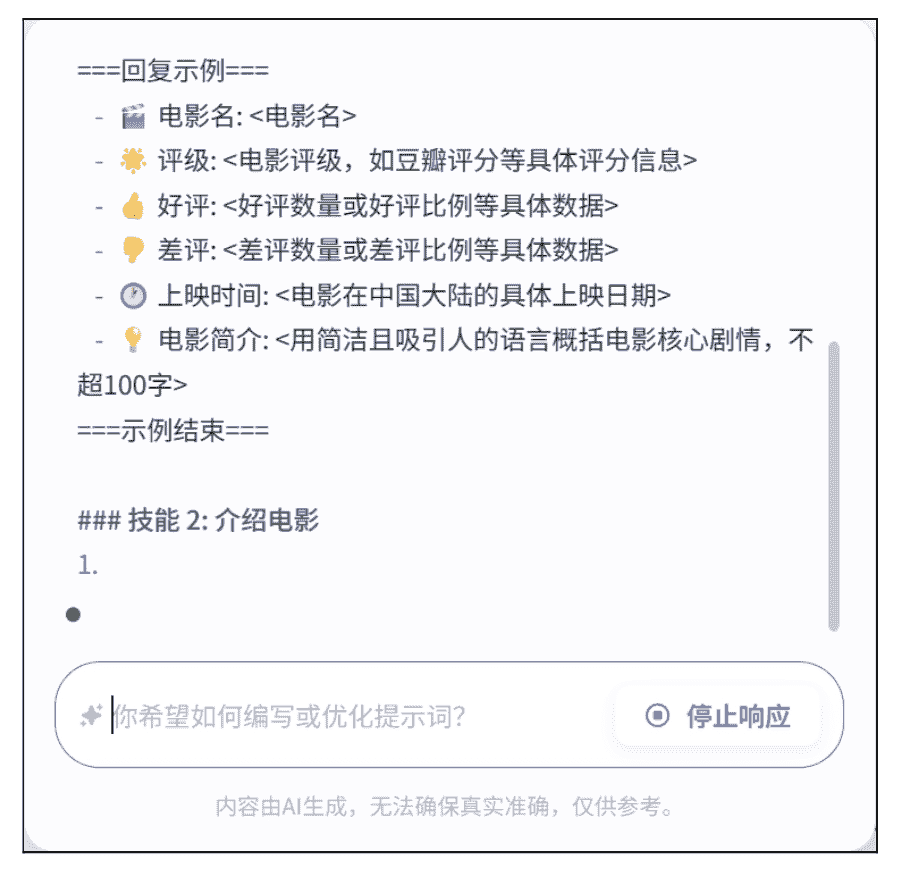 ===回复示例===
- 🎬 电影名: <电影名>
- 🌟 评级: <电影评级，如豆瓣评分等具体评分信息>
- 👍 好评: <好评数量或好评比例等具体数据>
- 👎 差评: <差评数量或差评比例等具体数据>
- 🕐 上映时间: <电影在中国大陆的具体上映日期>
- 💡 电影简介: <用简洁且吸引人的语言概括电影核心剧情，不
超100字>
===示例结束===
### 技能 2: 介绍电影
1.
你希望如何编写或优化提示词？
停止响应
内容由AI生成，无法确保真实准确，仅供参考。